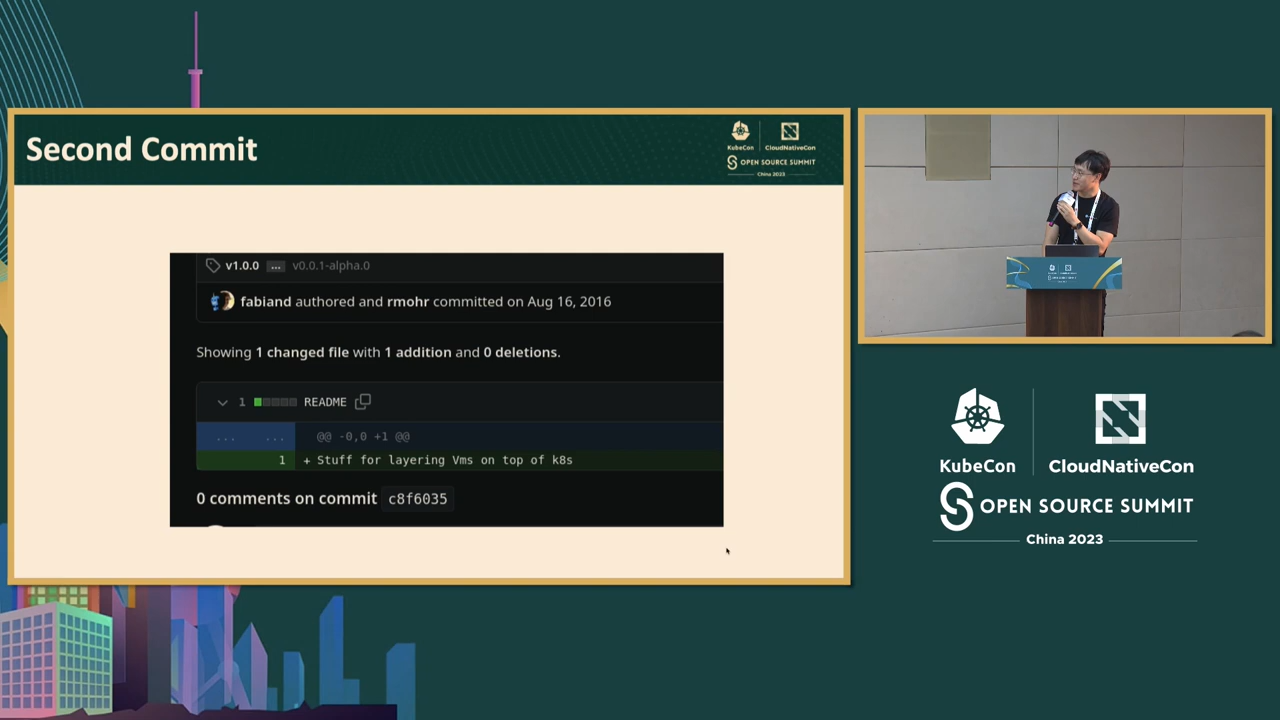 Second Commit
KubeCon
CloudNativeCon
OPEN SOURCE SUMMIT
China 2023
v1.0.0 ... v0.0.1-alpha.0
fabiand authored and rmohr committed on Aug 16, 2016
Showing 1 changed file with 1 addition and 0 deletions.
1 README
... ... @@ -0,0 +1 @@
1 + Stuff for layering Vms on top of k8s
0 comments on commit c8f6035
KubeCon
CloudNativeCon
OPEN SOURCE SUMMIT
China 2023